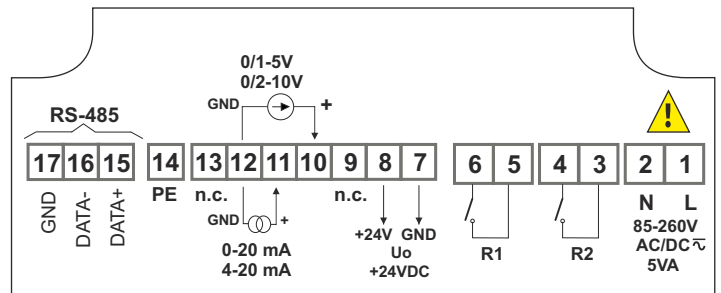 0/1-5V
0/2-10V
GND +
RS-485
17 16 15 14 13 12 11 10 9 8 7 6 5 4 3 2 1
GND
DATA-
DATA+
PE
n.c.
n.c.
GND +
0-20 mA
4-20 mA
+24V GND
Uo
+24VDC
R1
R2
N L
85-260V
AC/DC
5VA
!